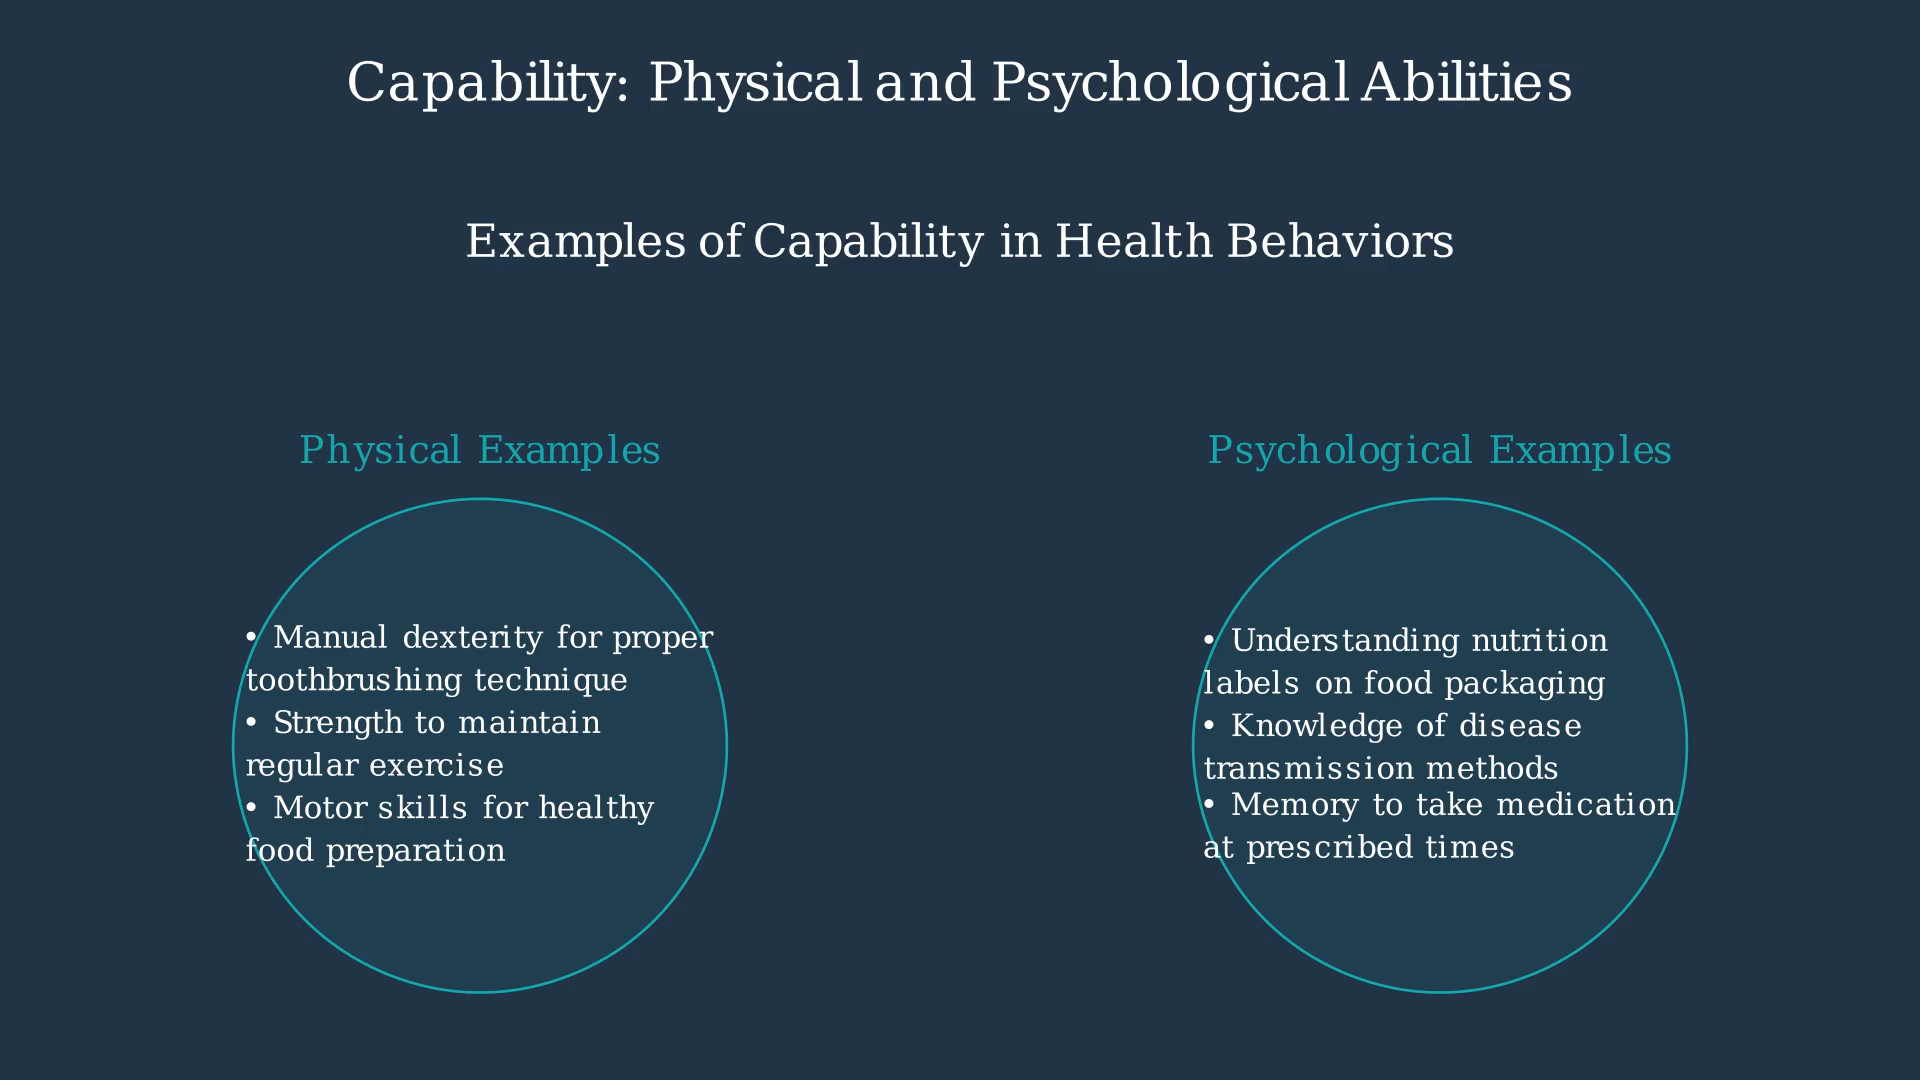 Capability: Physical and Psychological Abilities
Examples of Capability in Health Behaviors
Physical Examples
• Manual dexterity for proper
toothbrushing technique
• Strength to maintain
regular exercise
• Motor skills for healthy
food preparation
Psychological Examples
• Understanding nutrition
labels on food packaging
• Knowledge of disease
transmission methods
• Memory to take medication
at prescribed times